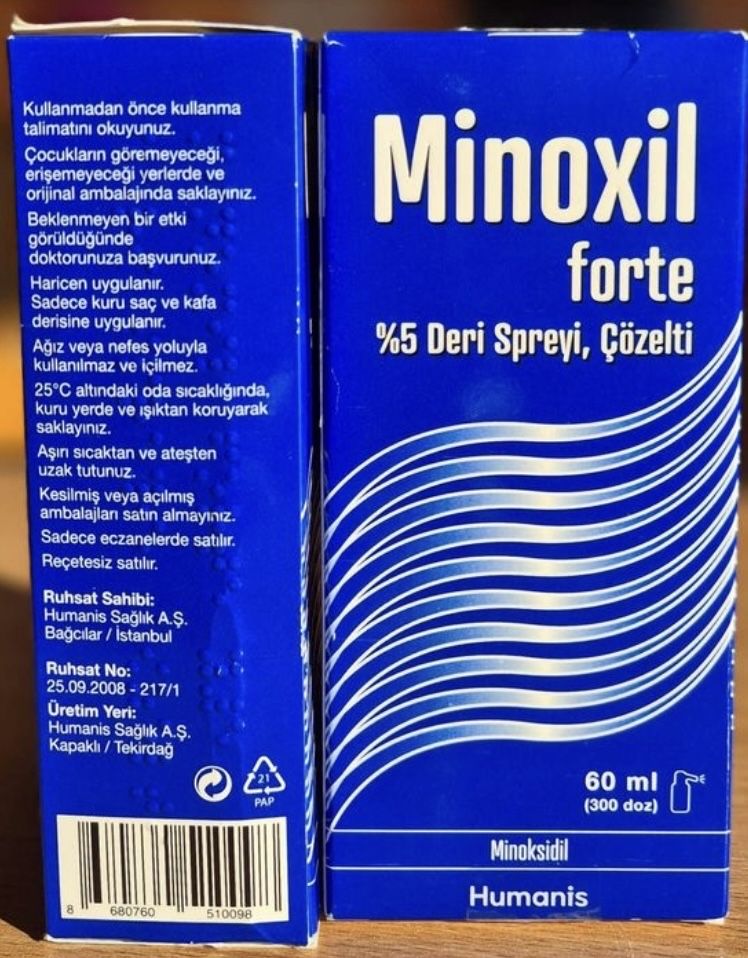 Kullanmadan önce kullanma
talimatını okuyunuz.
Çocukların göremeyeceği,
erişemeyeceği yerlerde ve
orijinal ambalajında saklayınız.
Beklenmeyen bir etki
görüldüğünde
doktorunuza başvurunuz.
Haricen uygulanır.
Sadece kuru saç ve kafa
derisine uygulanır.
Ağız veya nefes yoluyla
kullanılmaz ve içilmez.
25°C altındaki oda sıcaklığında,
kuru yerde ve ışıktan koruyarak
saklayınız.
Aşırı sıcaktan ve ateşten
uzak tutunuz.
Kesilmiş veya açılmış
ambalajları satın almayınız.
Sadece eczanelerde satılır.
Reçetesiz satılır.
Ruhsat Sahibi:
Humanis Sağlık A.Ş.
Bağcılar / İstanbul
Ruhsat No:
25.09.2008 - 217/1
Üretim Yeri:
Humanis Sağlık A.Ş.
Kapaklı / Tekirdağ
21
PAP
8 680760 510098
Minoxil
forte
%5 Deri Spreyi, Çözelti
60 ml
(300 doz)
Minoksidil
Humanis